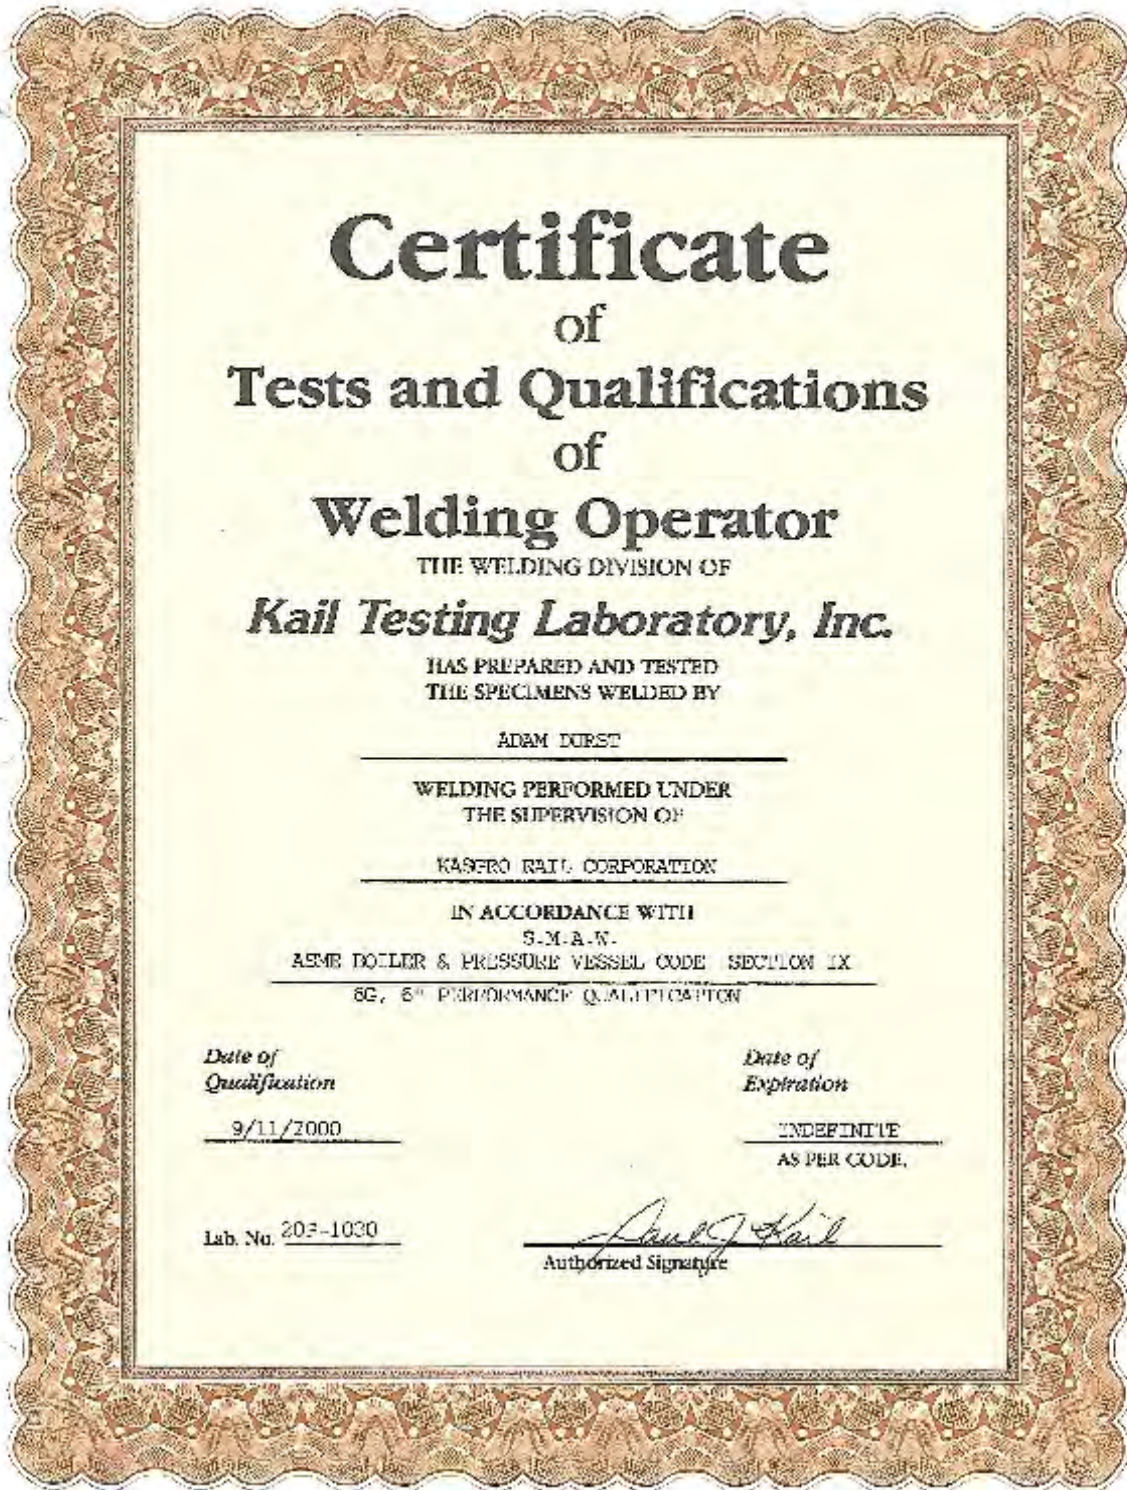 Certificate
of
Tests and Qualifications
of
Welding Operator
THE WELDING DIVISION OF
Kail Testing Laboratory, Inc.
HAS PREPARED AND TESTED
THE SPECIMENS WELDED BY
ADAM DURST
WELDING PERFORMED UNDER
THE SUPERVISION OF
KASGRO RAIL CORPORATION
IN ACCORDANCE WITH
S.M.A.W.
ASME BOILER & PRESSURE VESSEL CODE SECTION IX
6G, 6" PERFORMANCE QUALIFICATION
Date of
Qualification
Date of
Expiration
9/11/2000
INDEFINITE
AS PER CODE.
Lab. No.
Paul J Kail
Authorized Signature